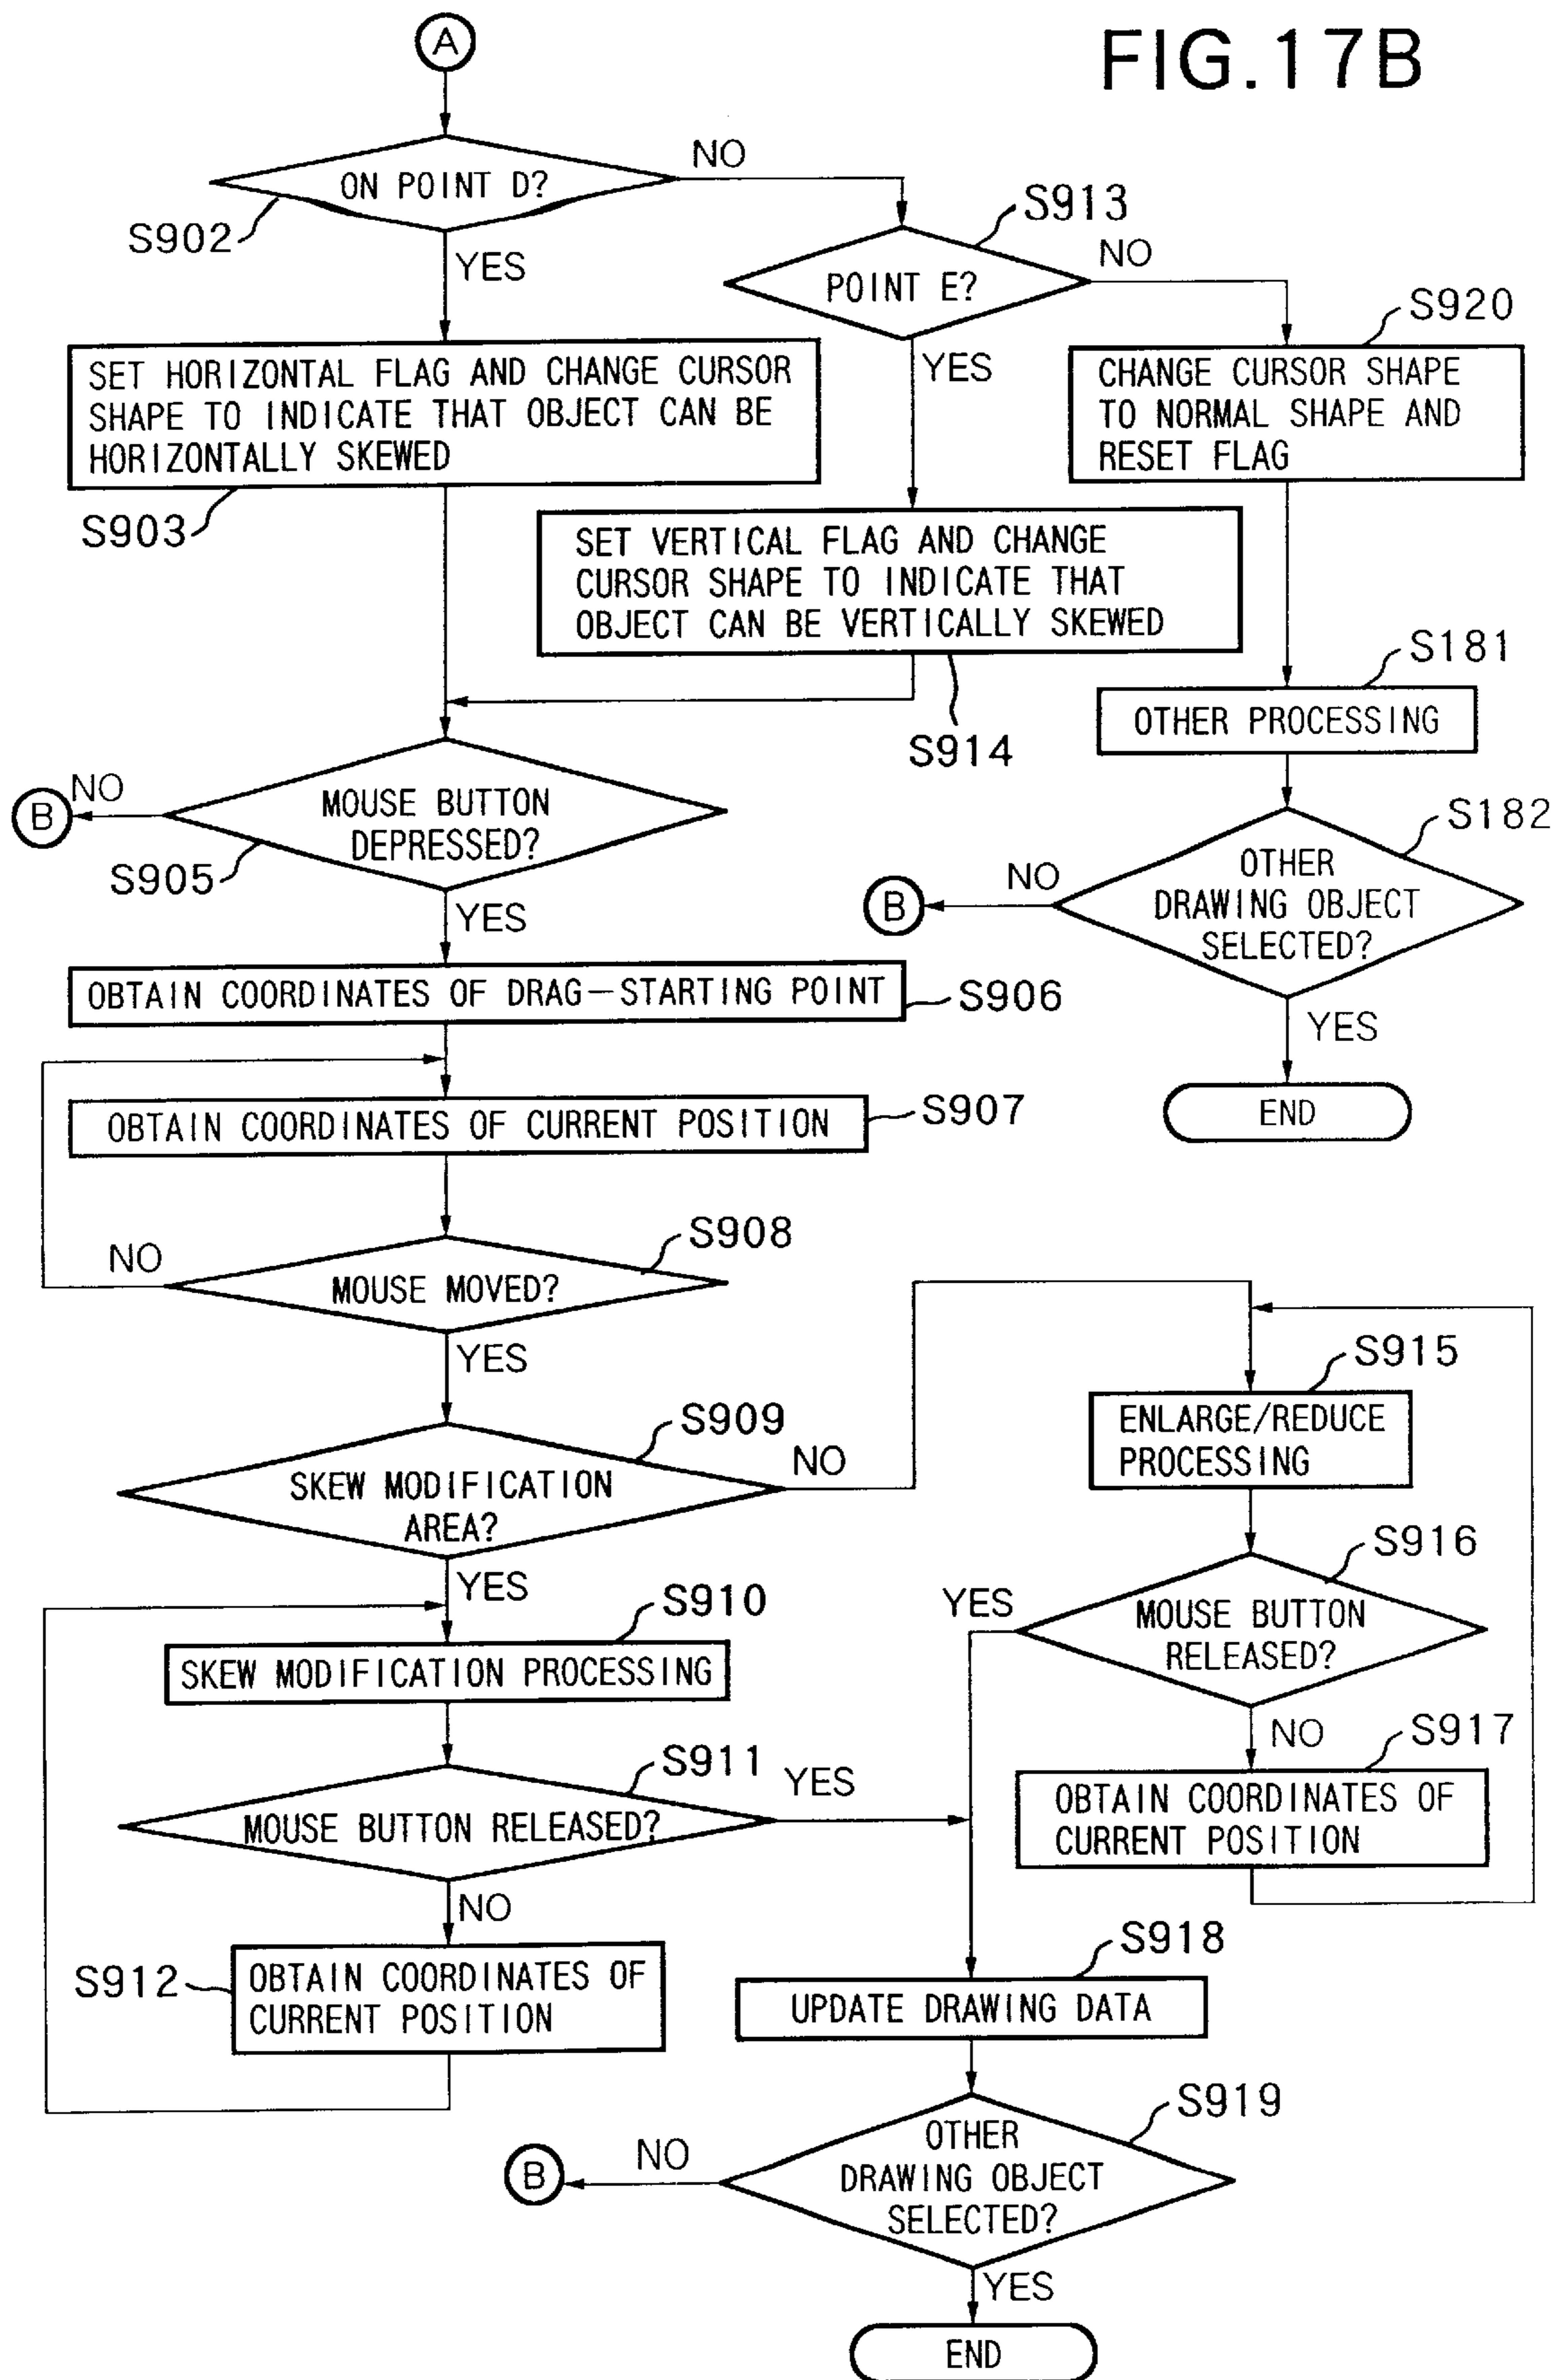 FIG.17B
A
ON POINT D?
NO
S902
YES
S913
POINT E?
NO
S920
YES
SET HORIZONTAL FLAG AND CHANGE CURSOR
SHAPE TO INDICATE THAT OBJECT CAN BE
HORIZONTALLY SKEWED
S903
CHANGE CURSOR SHAPE
TO NORMAL SHAPE AND
RESET FLAG
SET VERTICAL FLAG AND CHANGE
CURSOR SHAPE TO INDICATE THAT
OBJECT CAN BE VERTICALLY SKEWED
S914
S181
OTHER PROCESSING
B
NO
MOUSE BUTTON
DEPRESSED?
S905
YES
S182
B
NO
OTHER
DRAWING OBJECT
SELECTED?
YES
END
OBTAIN COORDINATES OF DRAG-STARTING POINT
S906
OBTAIN COORDINATES OF CURRENT POSITION
S907
NO
S908
MOUSE MOVED?
YES
S909
SKEW MODIFICATION
AREA?
NO
YES
S915
ENLARGE/REDUCE
PROCESSING
S910
SKEW MODIFICATION PROCESSING
YES
S916
MOUSE BUTTON
RELEASED?
NO
S917
OBTAIN COORDINATES OF
CURRENT POSITION
S911
MOUSE BUTTON RELEASED?
YES
NO
S912
OBTAIN COORDINATES OF
CURRENT POSITION
S918
UPDATE DRAWING DATA
S919
B
NO
OTHER
DRAWING OBJECT
SELECTED?
YES
END